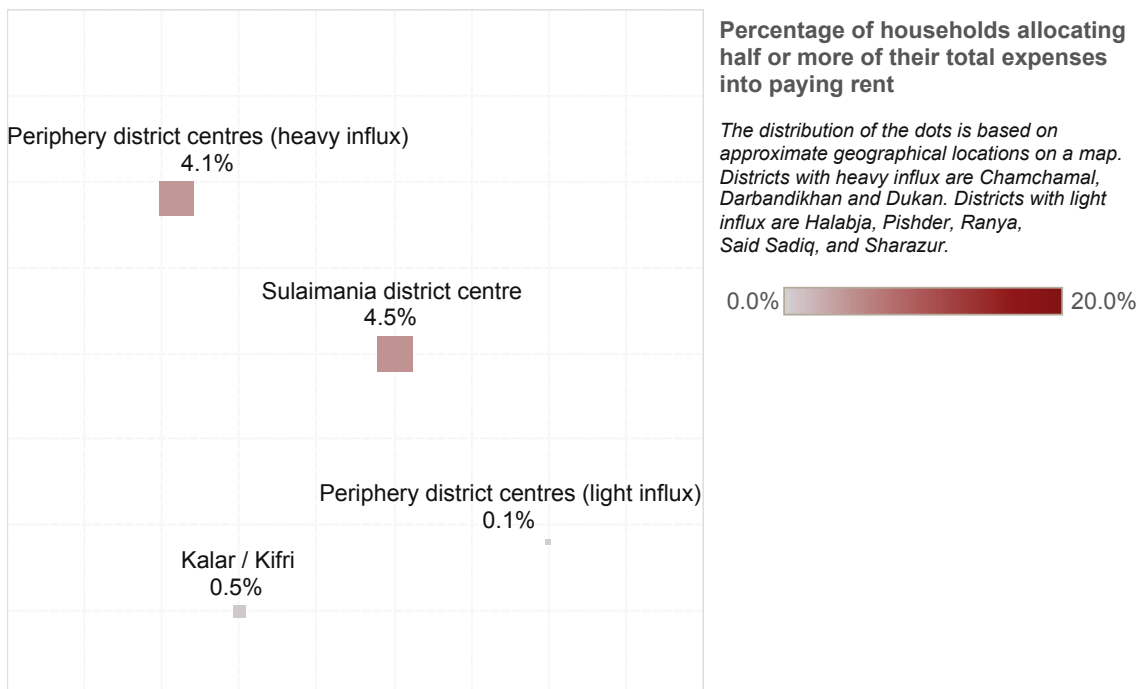 Percentage of households allocating
half or more of their total expenses
into paying rent
The distribution of the dots is based on
approximate geographical locations on a map.
Districts with heavy influx are Chamchamal,
Darbandikhan and Dukan. Districts with light
influx are Halabja, Pishder, Ranya,
Said Sadiq, and Sharazur.
0.0% 20.0%
Periphery district centres (heavy influx)
4.1%
Sulaimania district centre
4.5%
Periphery district centres (light influx)
0.1%
Kalar / Kifri
0.5%